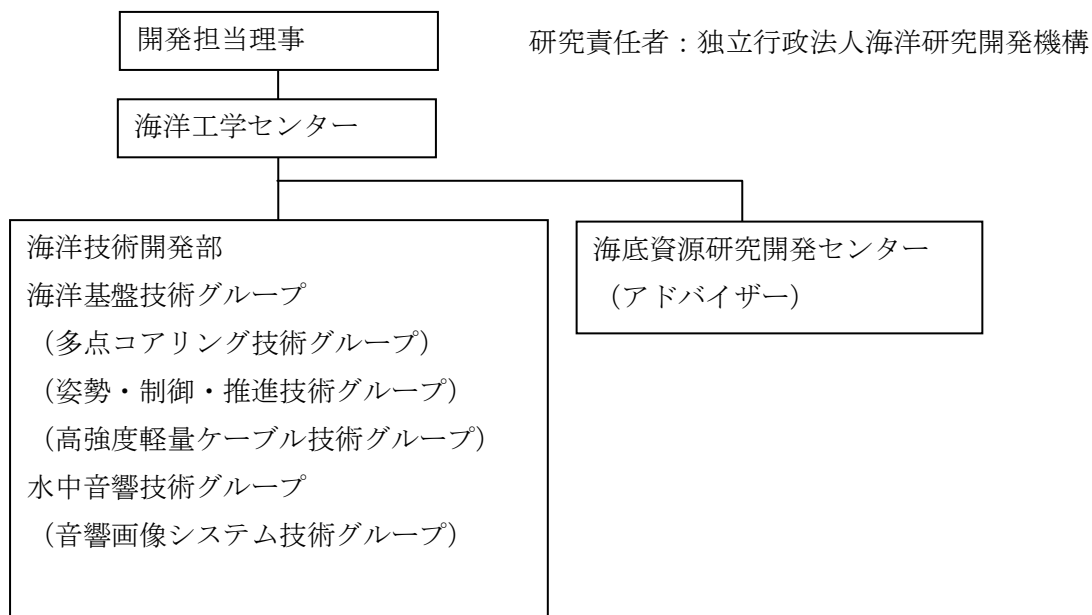 開発担当理事
研究責任者：独立行政法人海洋研究開発機構
海洋工学センター
海洋技術開発部
海洋基盤技術グループ
（多点コアリング技術グループ）
（姿勢・制御・推進技術グループ）
（高強度軽量ケーブル技術グループ）
水中音響技術グループ
（音響画像システム技術グループ）
海底資源研究開発センター
（アドバイザー）